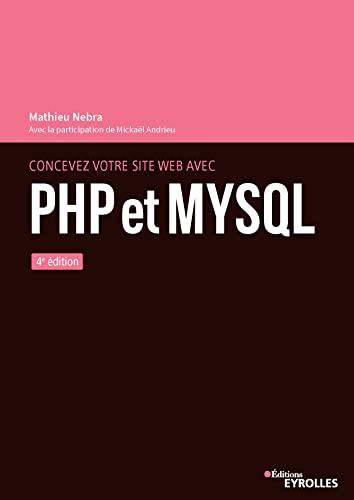 Mathieu Nebra
Avec la participation de Mickaël Andrieu
CONCEVEZ VOTRE SITE WEB AVEC
PHP et MYSQL
4e édition
Éditions
EYROLLES